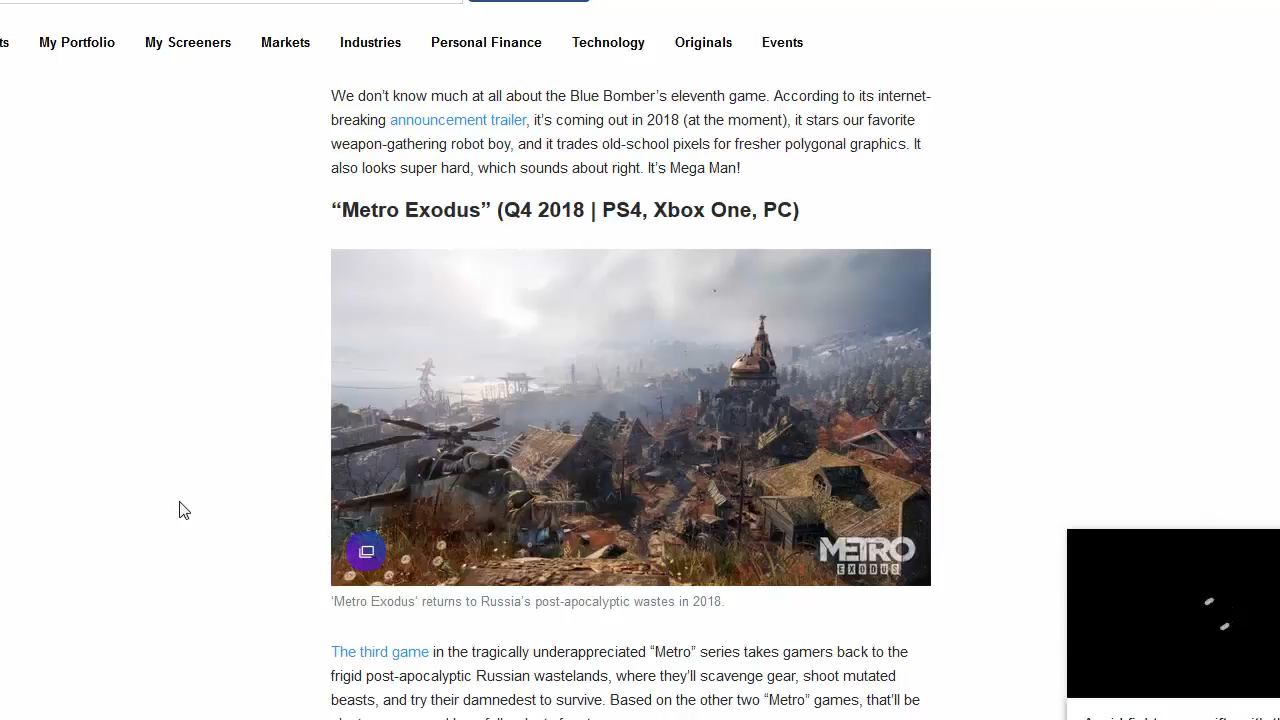 My Portfolio My Screeners Markets Industries Personal Finance Technology Originals Events
We don’t know much at all about the Blue Bomber’s eleventh game. According to its internet-
breaking announcement trailer, it’s coming out in 2018 (at the moment), it stars our favorite
weapon-gathering robot boy, and it trades old-school pixels for fresher polygonal graphics. It
also looks super hard, which sounds about right. It’s Mega Man!
“Metro Exodus” (Q4 2018 | PS4, Xbox One, PC)
METRO
EXODUS
‘Metro Exodus’ returns to Russia’s post-apocalyptic wastes in 2018.
The third game in the tragically underappreciated “Metro” series takes gamers back to the
frigid post-apocalyptic Russian wastelands, where they’ll scavenge gear, shoot mutated
beasts, and try their damnedest to survive. Based on the other two “Metro” games, that’ll be